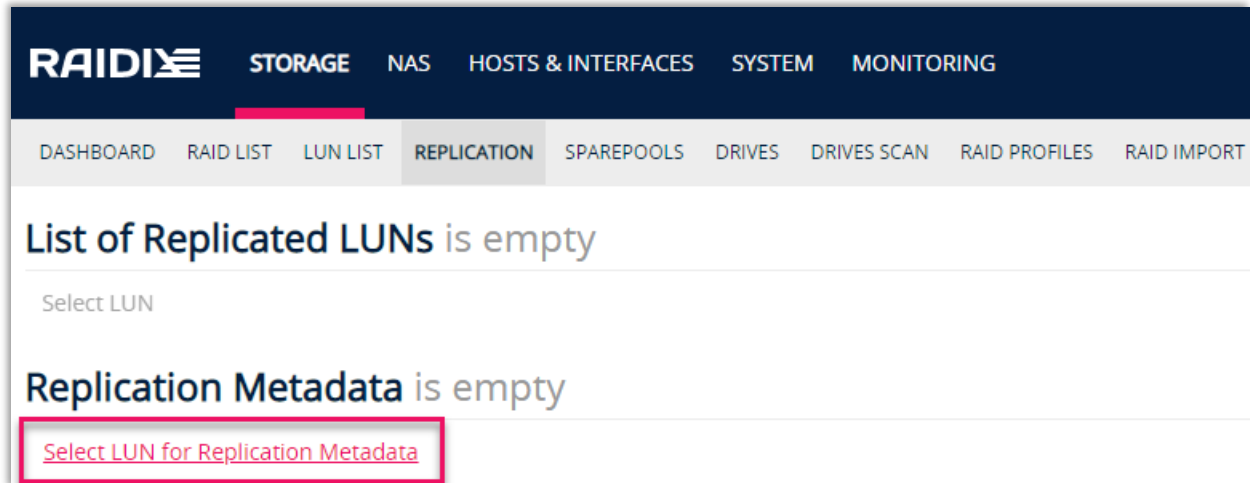 RAIDIX STORAGE NAS HOSTS & INTERFACES SYSTEM MONITORING
DASHBOARD RAID LIST LUN LIST REPLICATION SPAREPOOLS DRIVES DRIVES SCAN RAID PROFILES RAID IMPORT
List of Replicated LUNs is empty
Select LUN
Replication Metadata is empty
Select LUN for Replication Metadata